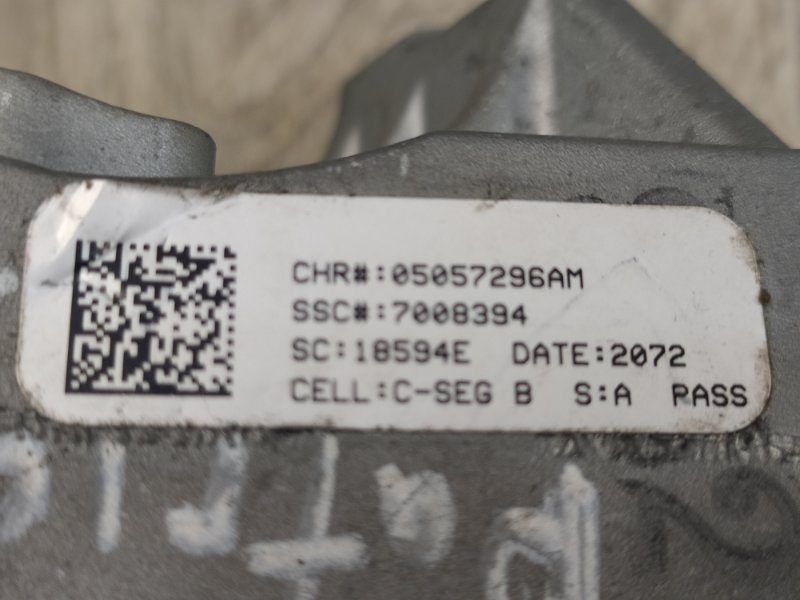 CHR#:05057296AM
SSC#:7008394
SC:18594E DATE:2072
CELL:C-SEG B S:A PASS